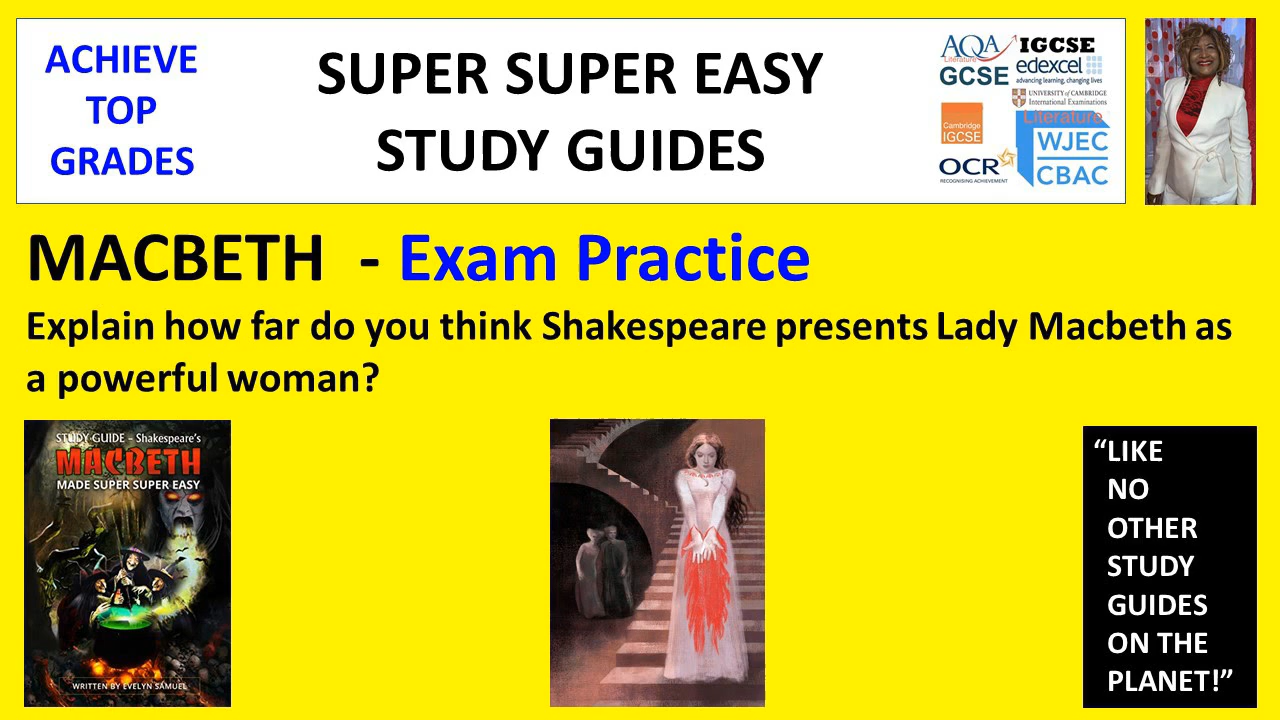 ACHIEVE
TOP
GRADES
SUPER SUPER EASY
STUDY GUIDES
AQA
Literature
GCSE
IGCSE
edexcel
advancing learning, changing lives
UNIVERSITY of CAMBRIDGE
International Examinations
Literature
Cambridge
IGCSE
OCR
RECOGNISING ACHIEVEMENT
WJEC
CBAC
MACBETH - Exam Practice
Explain how far do you think Shakespeare presents Lady Macbeth as
a powerful woman?
STUDY GUIDE - Shakespeare's
MACBETH
MADE SUPER SUPER EASY
WRITTEN BY EVELYN SAMUEL
“LIKE
NO
OTHER
STUDY
GUIDES
ON THE
PLANET!”